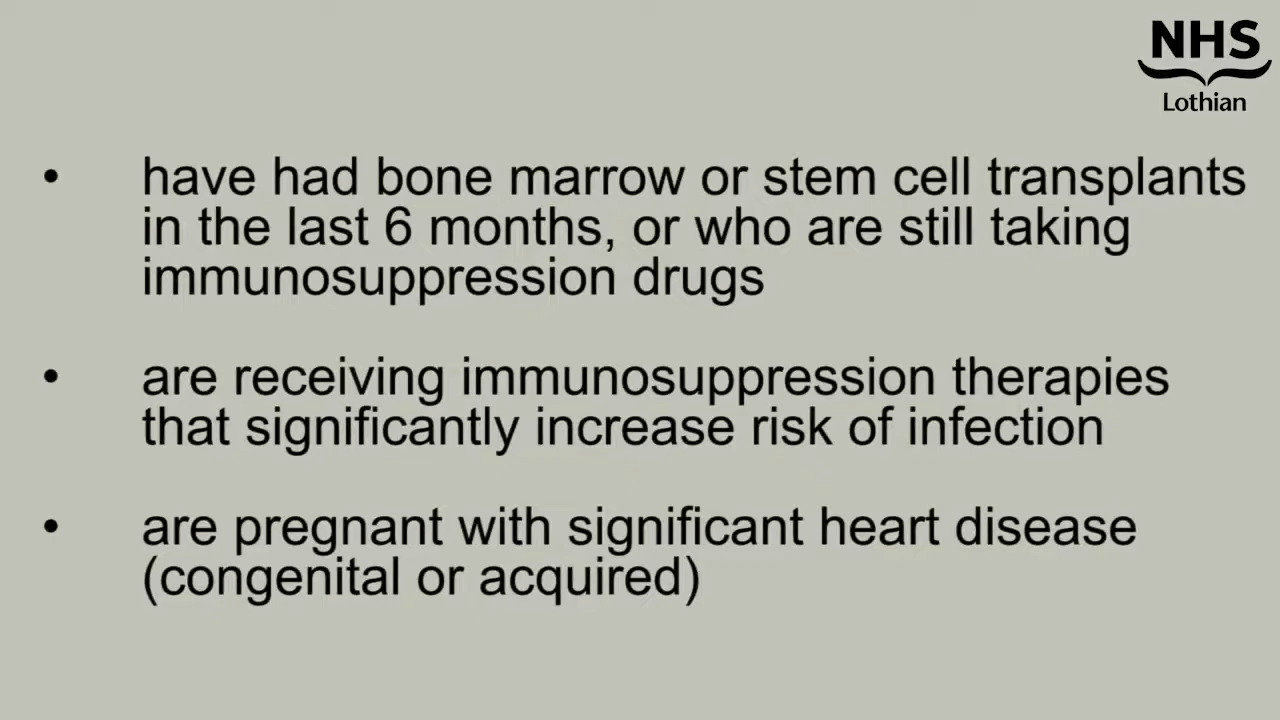 NHS
Lothian
• have had bone marrow or stem cell transplants
in the last 6 months, or who are still taking
immunosuppression drugs
• are receiving immunosuppression therapies
that significantly increase risk of infection
• are pregnant with significant heart disease
(congenital or acquired)